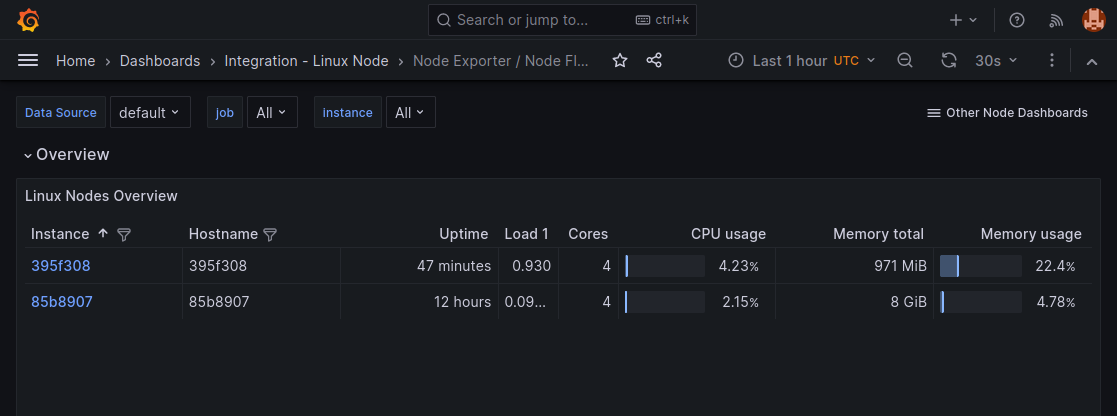 Search or jump to... ctrl+k
Home › Dashboards › Integration - Linux Node › Node Exporter / Node Fl... Last 1 hour UTC 30s
Data Source default job All instance All Other Node Dashboards
Overview
Linux Nodes Overview
Instance Hostname Uptime Load 1 Cores CPU usage Memory total Memory usage
395f308 395f308 47 minutes 0.930 4 4.23% 971 MiB 22.4%
85b8907 85b8907 12 hours 0.09... 4 2.15% 8 GiB 4.78%